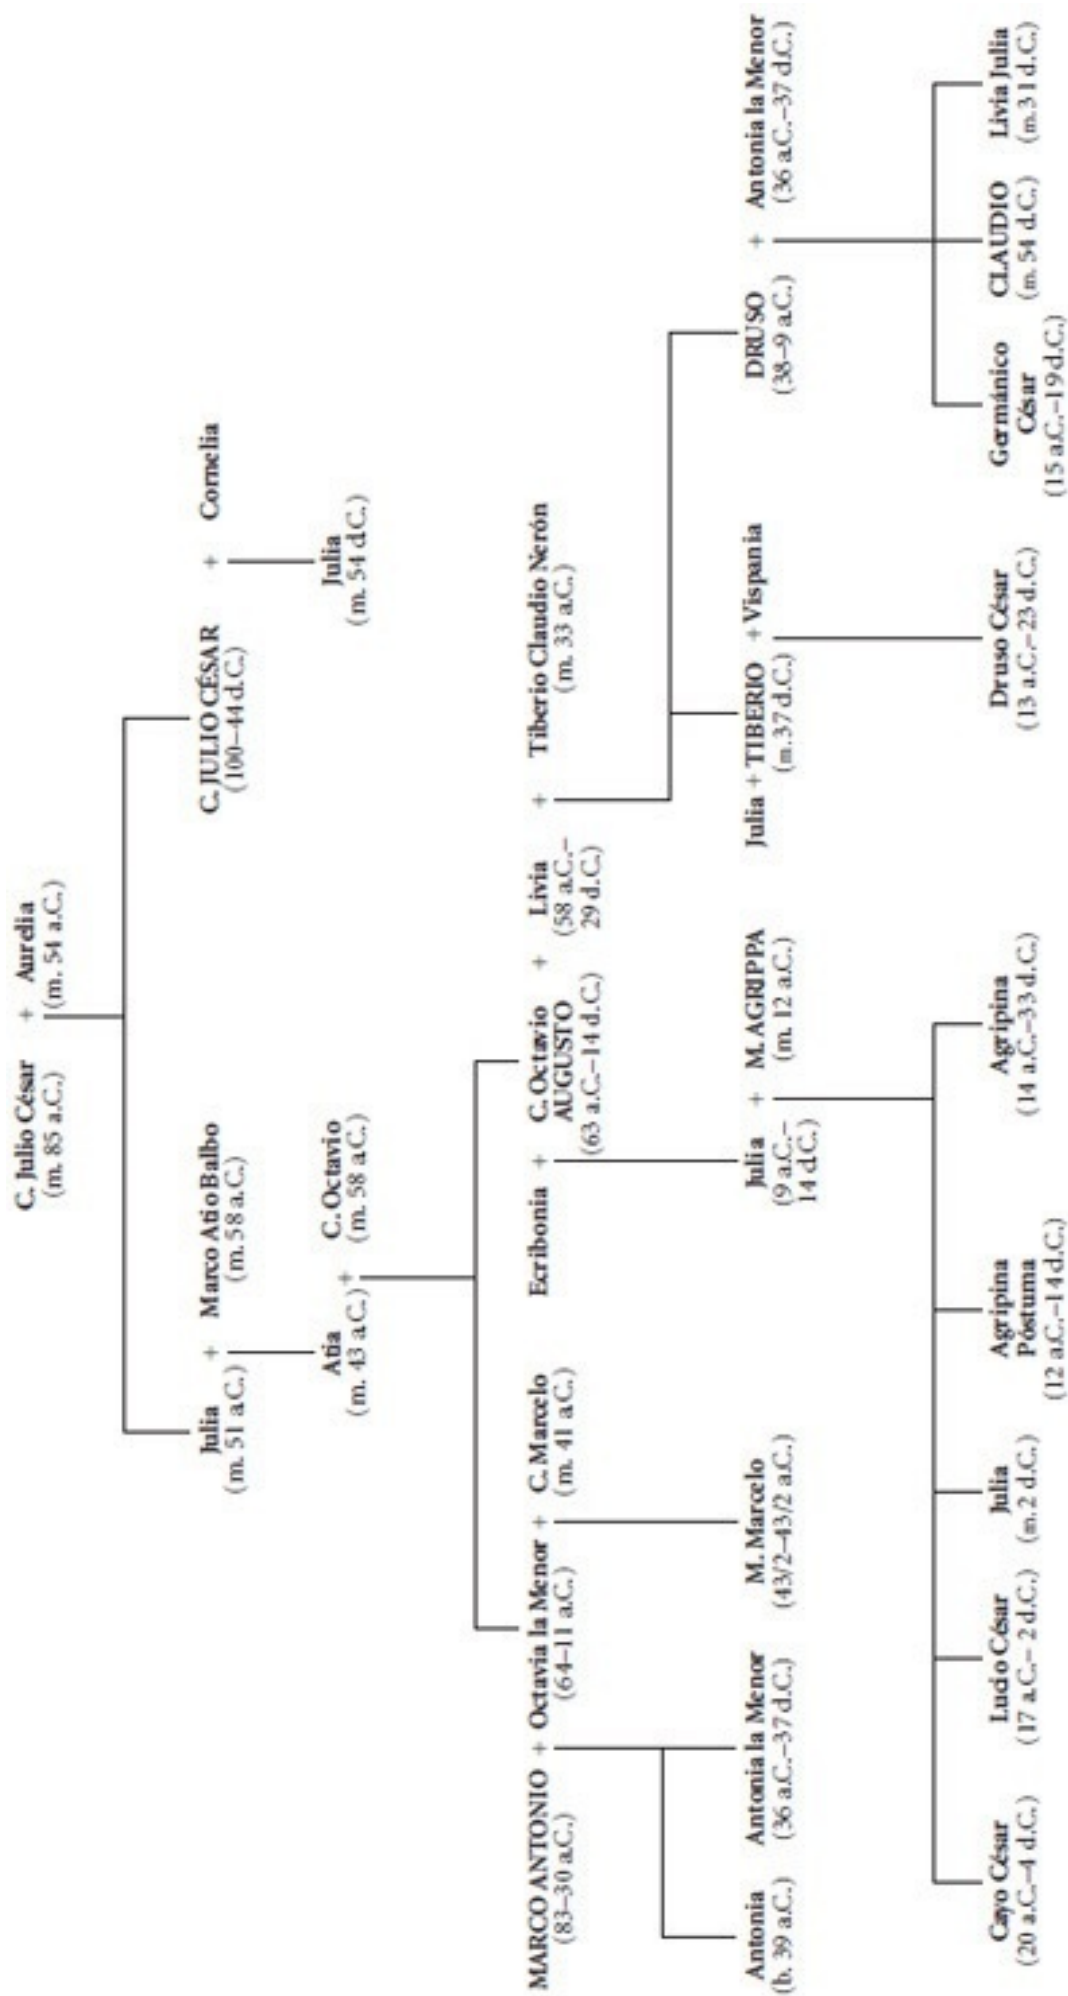 C. Julio César + Aurelia
(m. 85 a.C.) (m. 54 a.C.)
Julia + Marco Atio Balbo
(m. 51 a.C.) (m. 58 a.C.)
C. JULIO CÉSAR + Cornelia
(100–44 d.C.)
Atia + C. Octavio
(m. 43 a.C.) (m. 58 a.C.)
Julia
(m. 54 d.C.)
MARCO ANTONIO + Octavia la Menor + C. Marcelo
(83–30 a.C.) (64–11 a.C.) (m. 41 a.C.)
Ecribonia + C. Octavio + Livia + Tiberio Claudio Nerón
AUGUSTO (58 a.C.– (m. 33 a.C.)
(63 a.C.–14 d.C.) 29 d.C.)
Antonia Antonia la Menor M. Marcelo
(b. 39 a.C.) (36 a.C.–37 d.C.) (43/2–43/2 a.C.)
Julia + M. AGRIPPA
(9 a.C.– (m. 12 a.C.)
14 d.C.)
Julia + TIBERIO + Vispania
(m. 37 d.C.)
DRUSO + Antonia la Menor
(38–9 a.C.) (36 a.C.–37 d.C.)
Cayo César Ludo César Julia Agripina Agripina
(20 a.C.–4 d.C.) (17 a.C.– 2 d.C.) (m. 2 d.C.) Póstuma (14 a.C.–33 d.C.)
(12 a.C.–14 d.C.)
Druso César
(13 a.C.–23 d.C.)
Germánico CLAUDIO Livia Julia
César (m. 54 d.C.) (m. 31 d.C.)
(15 a.C.–19 d.C.)